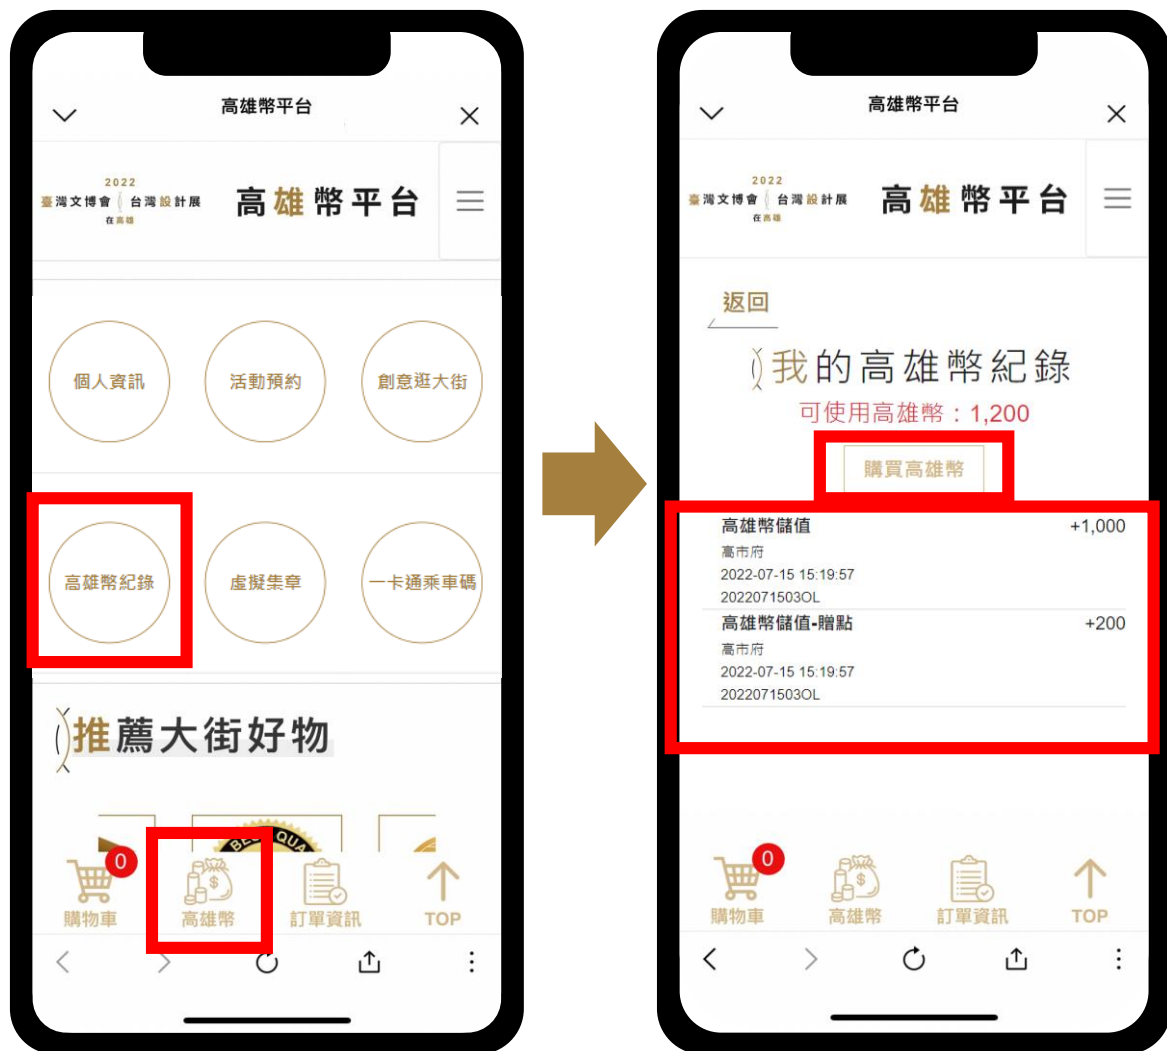 高雄幣平台
2022
臺灣文博會 台灣設計展
在高雄
高雄幣平台
個人資訊
活動預約
創意逛大街
高雄幣紀錄
虛擬集章
一卡通乘車碼
推薦大街好物
BEST QUA
0
購物車
高雄幣
訂單資訊
TOP
高雄幣平台
2022
臺灣文博會 台灣設計展
在高雄
高雄幣平台
返回
我的高雄幣紀錄
可使用高雄幣：1,200
購買高雄幣
高雄幣儲值 +1,000
高市府
2022-07-15 15:19:57
2022071503OL
高雄幣儲值-贈點 +200
高市府
2022-07-15 15:19:57
2022071503OL
0
購物車
高雄幣
訂單資訊
TOP